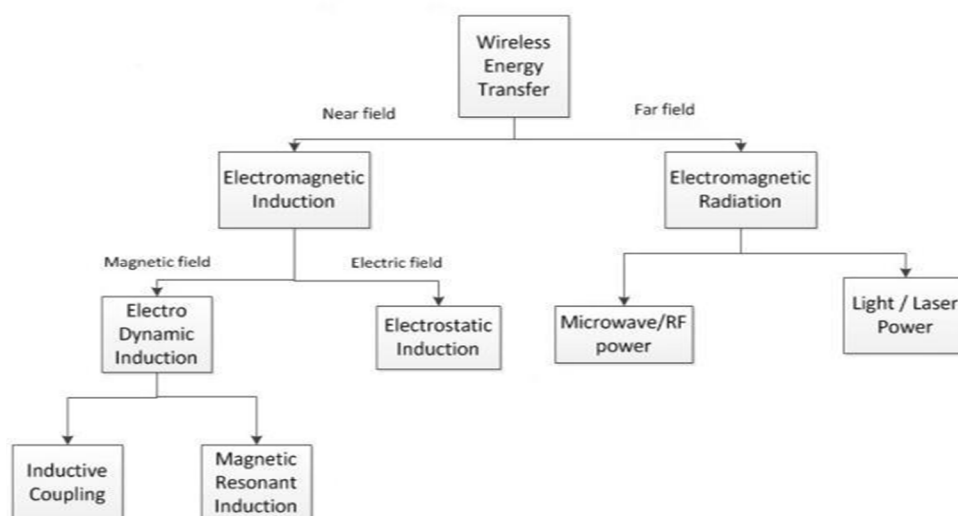 Wireless
Energy
Transfer
Near field
Far field
Electromagnetic
Induction
Electromagnetic
Radiation
Magnetic field
Electric field
Electro
Dynamic
Induction
Electrostatic
Induction
Microwave/RF
power
Light / Laser
Power
Inductive
Coupling
Magnetic
Resonant
Induction